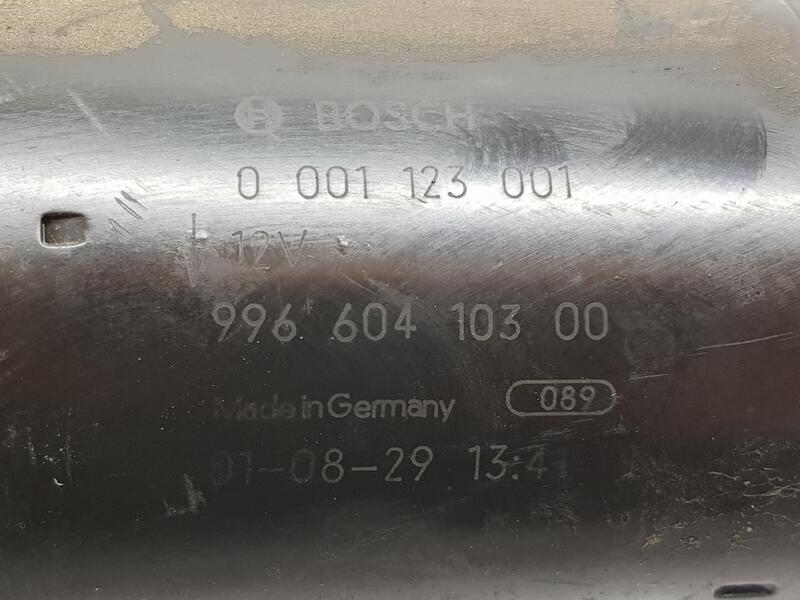 BOSCH
0 001 123 001
12V
996 604 103 00
Made in Germany 089
01-08-29 13:41